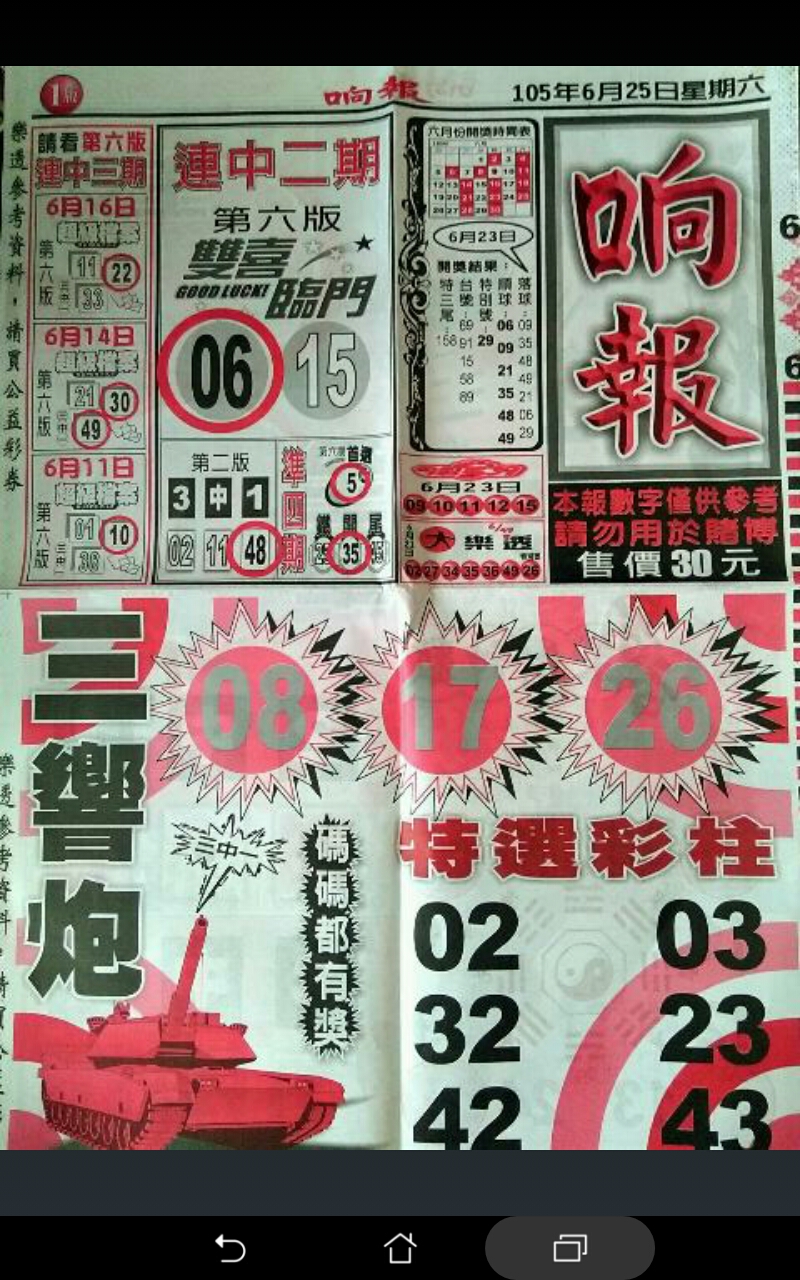 1版
响報
105年6月25日星期六
樂透參考資料，請買公益彩券
請看第六版
連中三期
6月16日
第六版
11
22
33
6月14日
第六版
21
30
49
6月11日
第六版
01
10
38
連中二期
第六版
雙喜臨門
GOOD LUCK!
06
15
第二版
3中1
02
11
48
準四期
35
六月份開獎時間表
6月23日
開獎結果：
特三尾：
158
台號：
69
91
15
58
89
特別號：
29
順球：
06
09
21
35
48
49
落球：
09
35
48
49
21
06
29
6月23日
09 10 11 12 15
大樂透
02 27 34 35 36 49 26
响報
本報數字僅供參考
請勿用於賭博
售價30元
三響炮
08
17
26
三中一
碼碼都有獎
特選彩柱
02 03
32 23
42 43